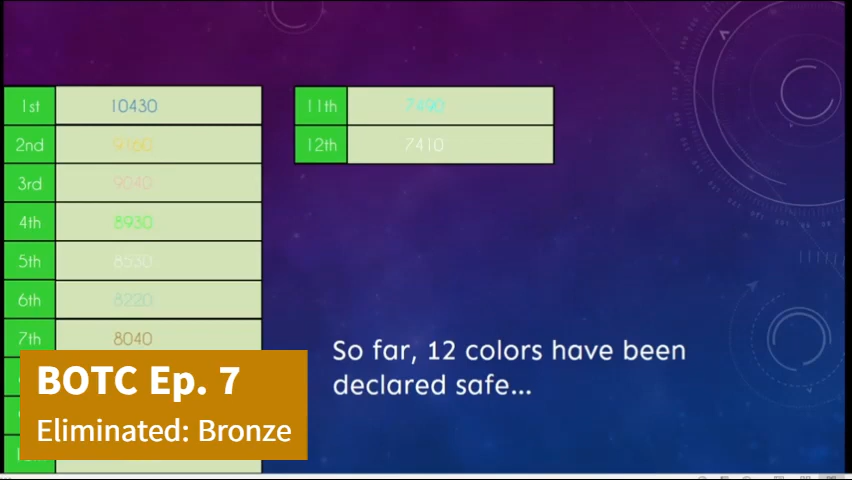 1st 10430
2nd 9760
3rd 9040
4th 8930
5th 8530
6th 8220
7th 8040
11th 7490
12th 7410
So far, 12 colors have been
declared safe...
BOTC Ep. 7
Eliminated: Bronze